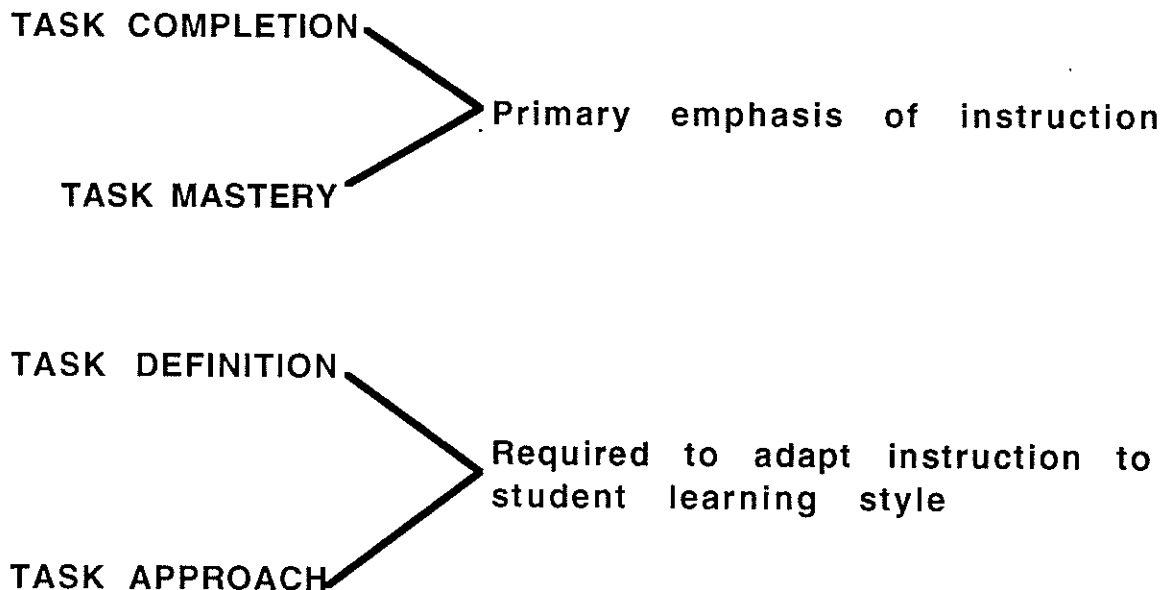 TASK COMPLETION
Primary emphasis of instruction
TASK MASTERY
TASK DEFINITION
Required to adapt instruction to
student learning style
TASK APPROACH